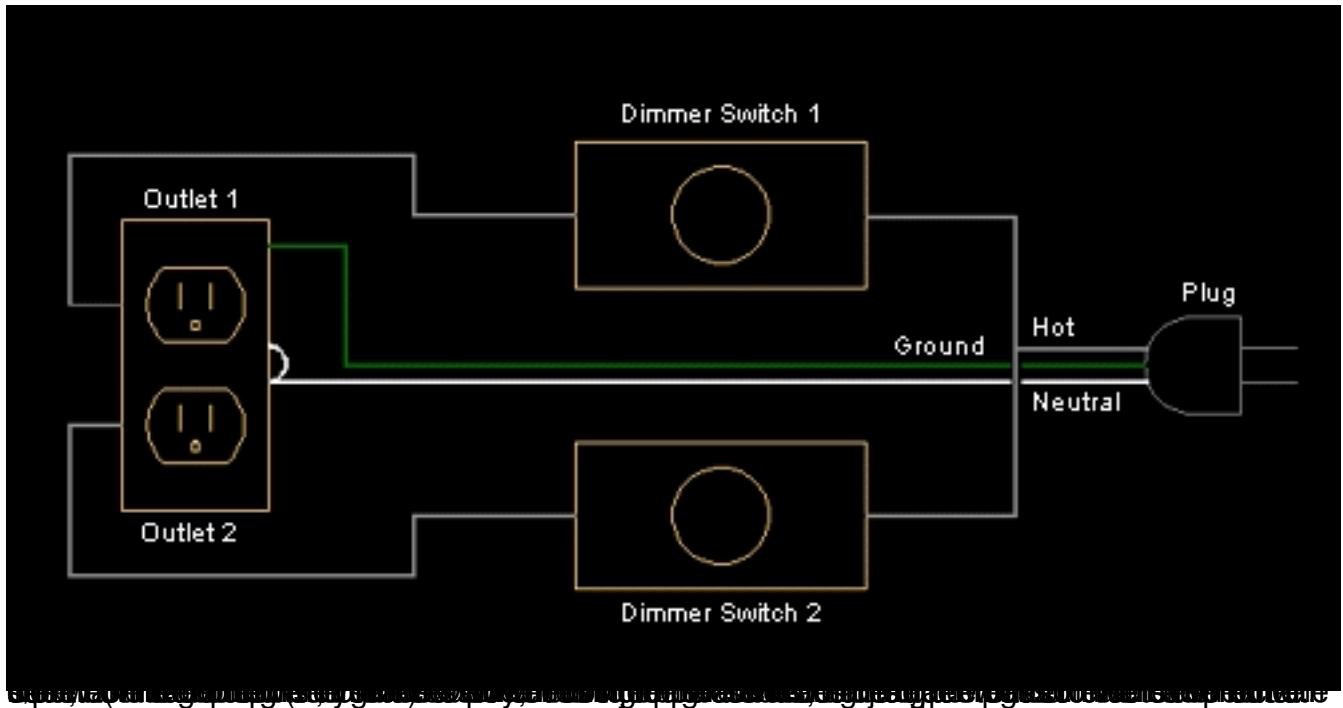 Dimmer Switch 1
Outlet 1
Plug
Hot
Ground
Neutral
Outlet 2
Dimmer Switch 2